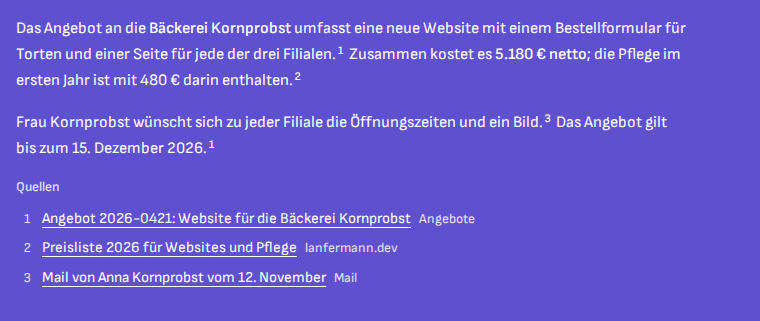 Das Angebot an die Bäckerei Kornprobst umfasst eine neue Website mit einem Bestellformular für
Torten und einer Seite für jede der drei Filialen.¹ Zusammen kostet es 5.180 € netto; die Pflege im
ersten Jahr ist mit 480 € darin enthalten.²
Frau Kornprobst wünscht sich zu jeder Filiale die Öffnungszeiten und ein Bild.³ Das Angebot gilt
bis zum 15. Dezember 2026.¹
Quellen
1 Angebot 2026-0421: Website für die Bäckerei Kornprobst Angebote
2 Preisliste 2026 für Websites und Pflege lanfermann.dev
3 Mail von Anna Kornprobst vom 12. November Mail